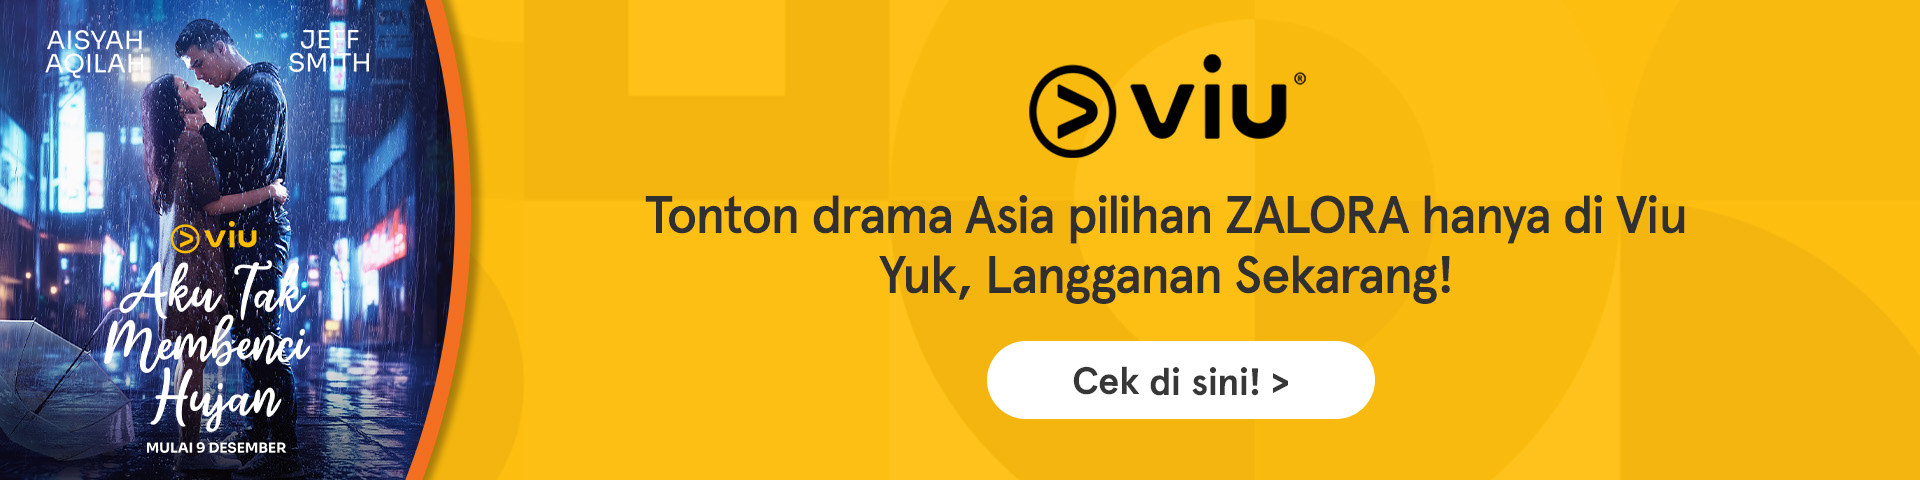 AISYAH
AQILAH
JEFF
SMITH
viu
Aku Tak
Membenci
Hujan
MULAI 9 DESEMBER
viu®
Tonton drama Asia pilihan ZALORA hanya di Viu
Yuk, Langganan Sekarang!
Cek di sini! >